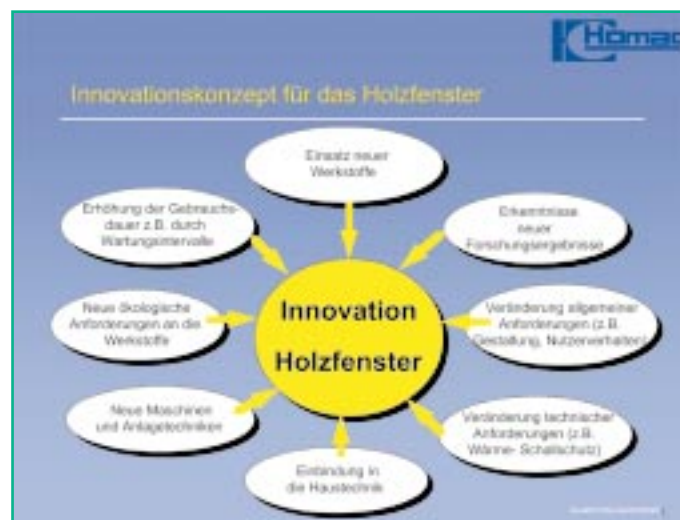 Homag
Innovationskonzept für das Holzfenster
Einsatz neuer
Werkstoffe
Erhöhung der Gebrauchs-
dauer z.B. durch
Wartungsintervalle
Erkenntnisse
neuer
Forschungsergebnisse
Neue ökologische
Anforderungen an die
Werkstoffe
Innovation
Holzfenster
Veränderung allgemeiner
Anforderungen (z.B.
Gestaltung, Nutzerverhalten)
Neue Maschinen
und Anlagetechniken
Veränderung technischer
Anforderungen (z.B.
Wärme- Schallschutz)
Einbindung in
die Haustechnik